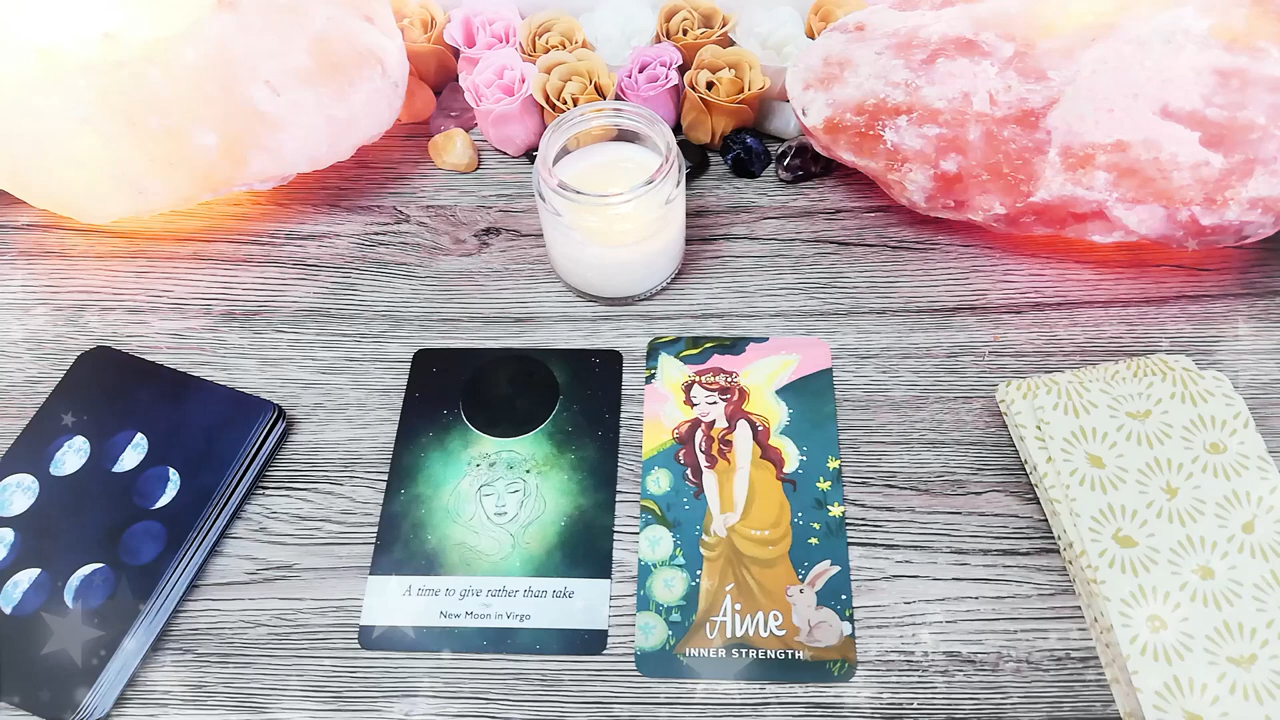 A time to give rather than take
New Moon in Virgo
Áine
INNER STRENGTH